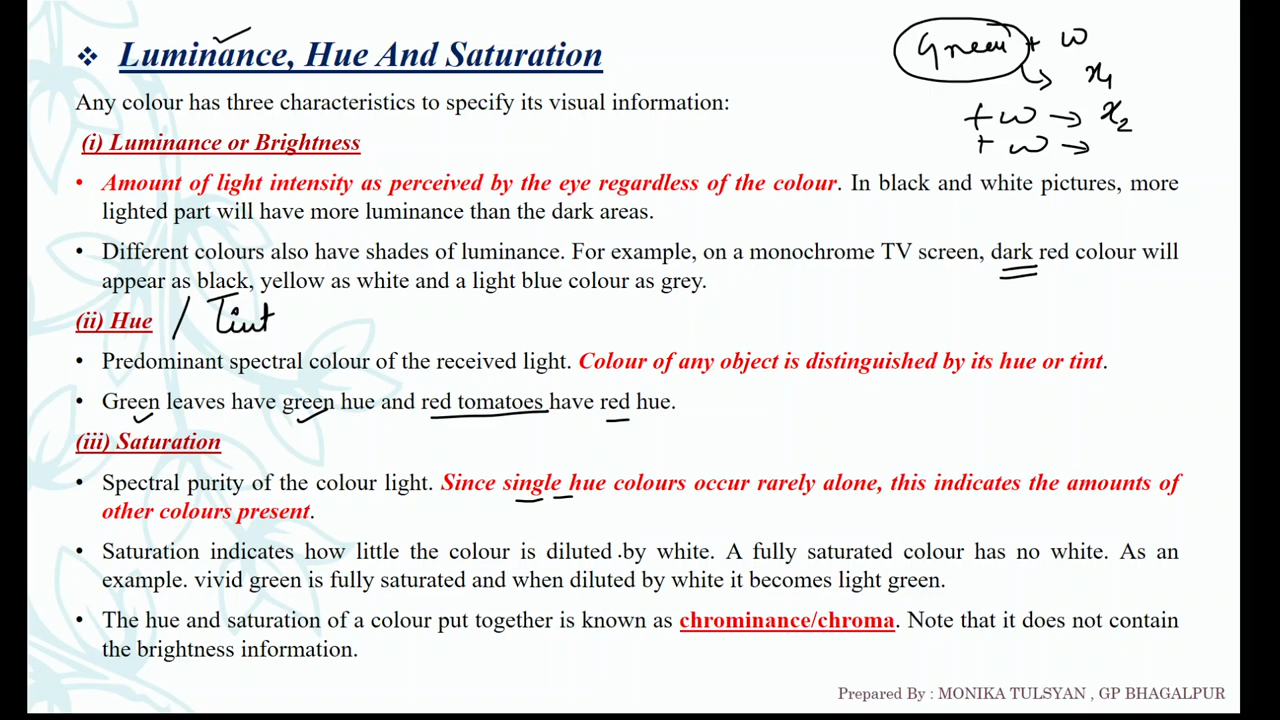 ❖ Luminance, Hue And Saturation
Green + w
↳ x1
+ w → x2
+ w →
Any colour has three characteristics to specify its visual information:
(i) Luminance or Brightness
• Amount of light intensity as perceived by the eye regardless of the colour. In black and white pictures, more
lighted part will have more luminance than the dark areas.
• Different colours also have shades of luminance. For example, on a monochrome TV screen, dark red colour will
appear as black, yellow as white and a light blue colour as grey.
(ii) Hue / Tint
• Predominant spectral colour of the received light. Colour of any object is distinguished by its hue or tint.
• Green leaves have green hue and red tomatoes have red hue.
(iii) Saturation
• Spectral purity of the colour light. Since single hue colours occur rarely alone, this indicates the amounts of
other colours present.
• Saturation indicates how little the colour is diluted .by white. A fully saturated colour has no white. As an
example. vivid green is fully saturated and when diluted by white it becomes light green.
• The hue and saturation of a colour put together is known as chrominance/chroma. Note that it does not contain
the brightness information.
Prepared By : MONIKA TULSYAN , GP BHAGALPUR